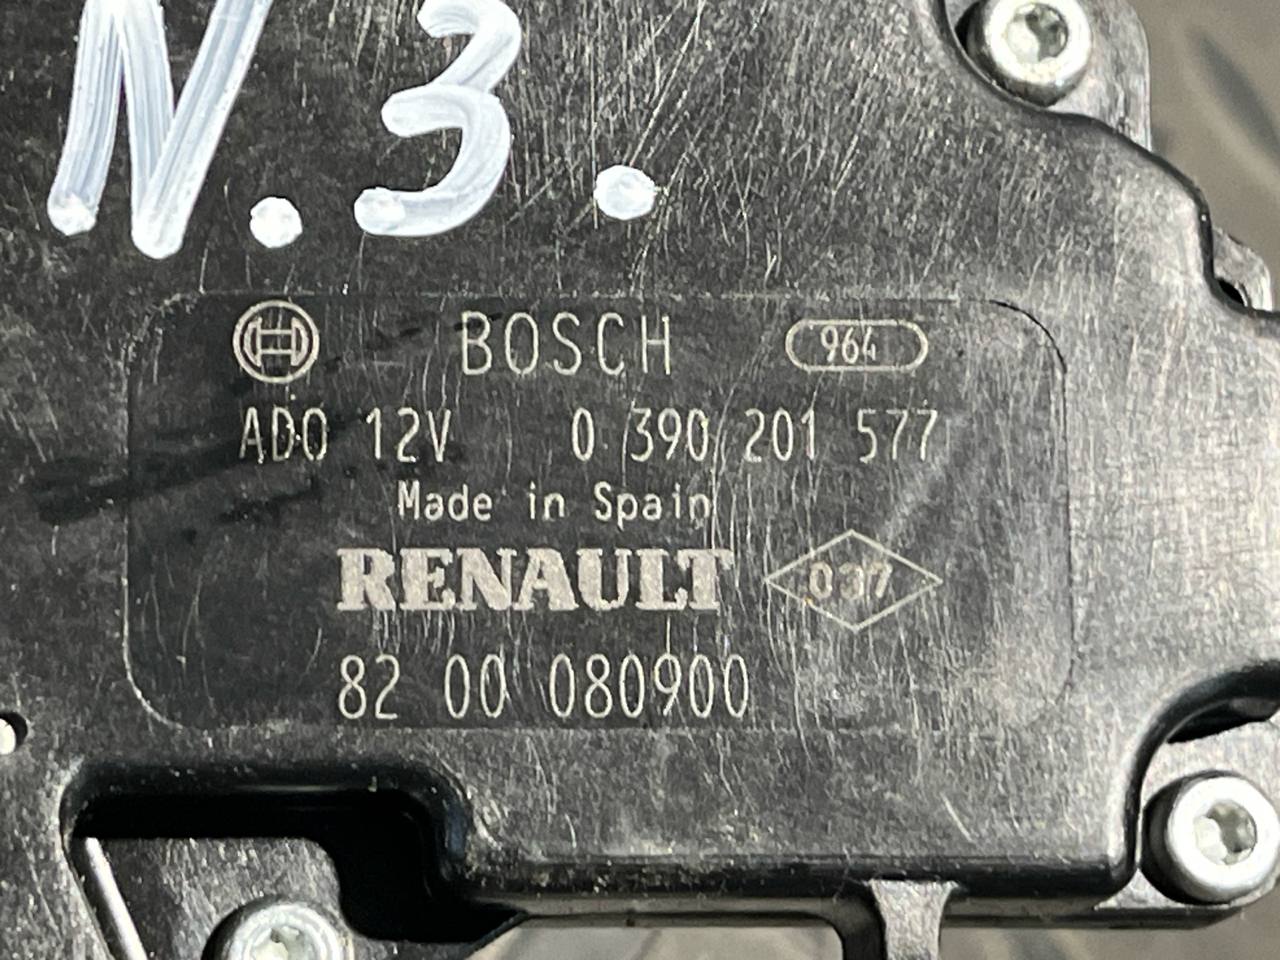 N.3.
BOSCH 964
ADO 12V 0 390 201 577
Made in Spain
RENAULT 037
82 00 080900